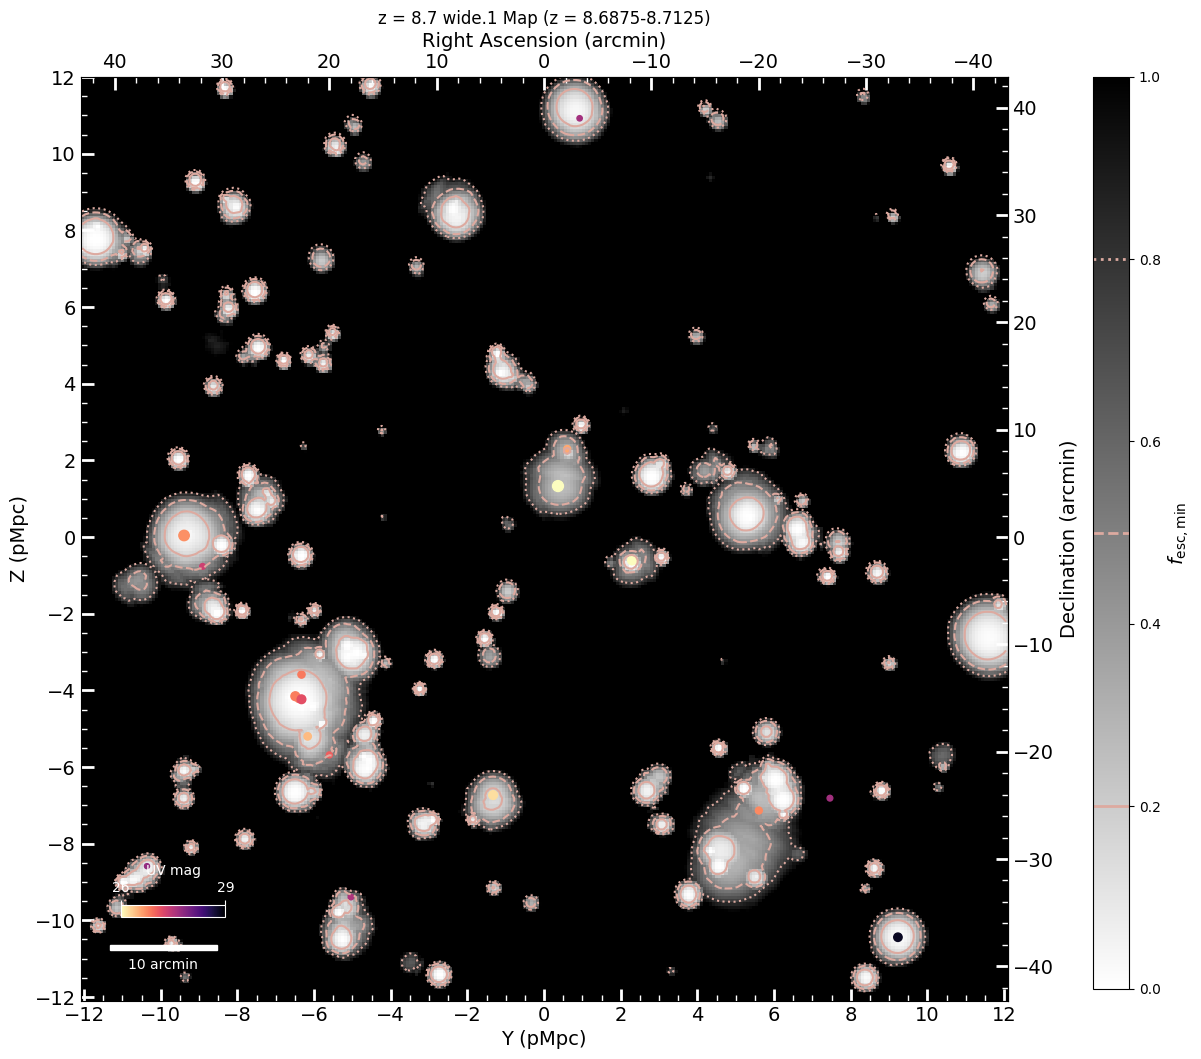 z = 8.7 wide.1 Map (z = 8.6875-8.7125)
Right Ascension (arcmin)
40 30 20 10 0 −10 −20 −30 −40
12 10 8 6 4 2 0 −2 −4 −6 −8 −10 −12
Z (pMpc)
40 30 20 10 0 −10 −20 −30 −40
Declination (arcmin)
1.0 0.8 0.6 0.4 0.2 0.0
fesc, min
UV mag
26 29
10 arcmin
−12 −10 −8 −6 −4 −2 0 2 4 6 8 10 12
Y (pMpc)